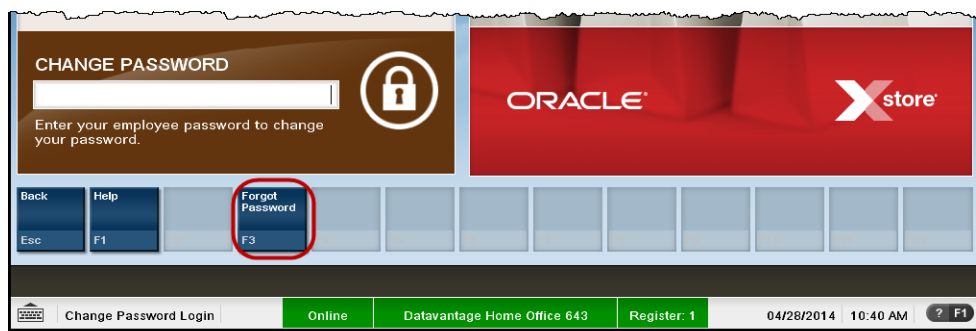 CHANGE PASSWORD
Enter your employee password to change
your password.
ORACLE
Xstore
Back
Esc
Help
F1
Forgot
Password
F3
Change Password Login
Online
Datavantage Home Office 643
Register: 1
04/28/2014
10:40 AM
? F1